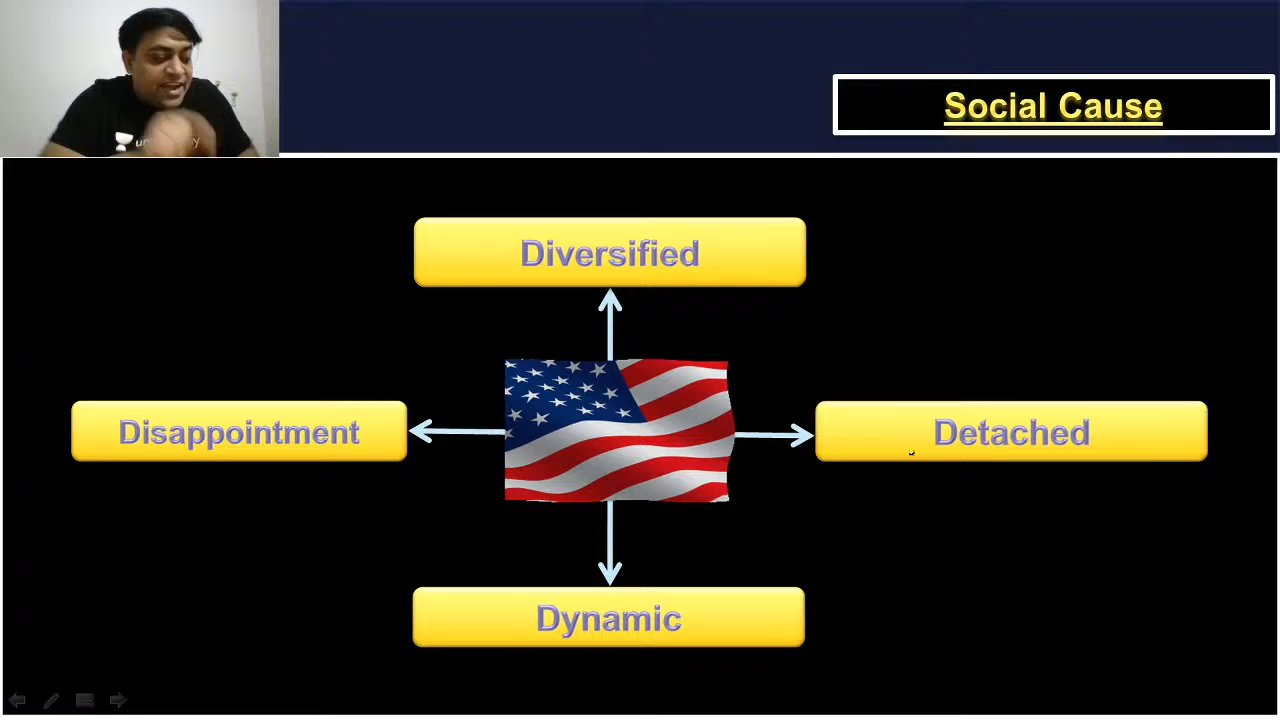 Social Cause
Diversified
Disappointment
Detached
Dynamic